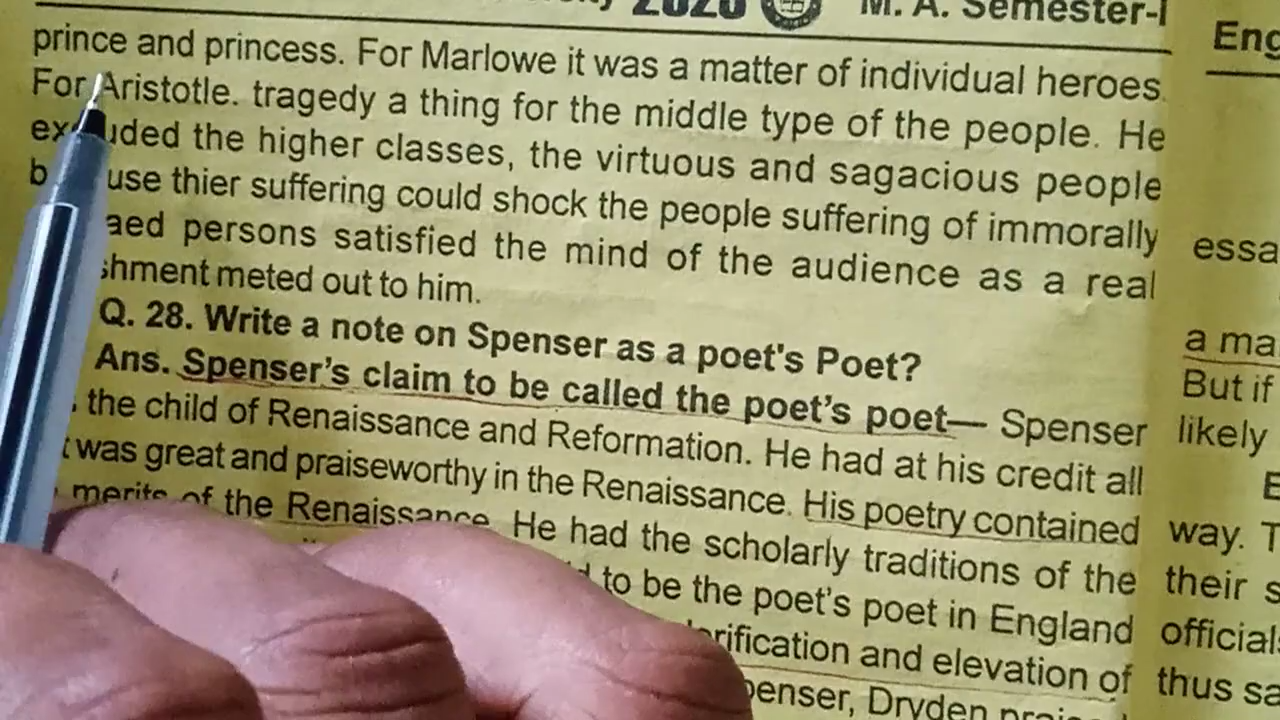 2020 M. A. Semester-I
prince and princess. For Marlowe it was a matter of individual heroes.
For Aristotle. tragedy a thing for the middle type of the people. He
the higher classes, the virtuous and sagacious people
thier suffering could shock the people suffering of immorally
persons satisfied the mind of the audience as a real
meted out to him.
Q. 28. Write a note on Spenser as a poet's Poet?
Ans. Spenser's claim to be called the poet's poet— Spenser
the child of Renaissance and Reformation. He had at his credit all
was great and praiseworthy in the Renaissance. His poetry contained
merits of the Renaissance. He had the scholarly traditions of the
to be the poet's poet in England
and elevation of
Dryden
Eng
essa
a ma
But if
likely
E
way. T
their s
official
thus sa